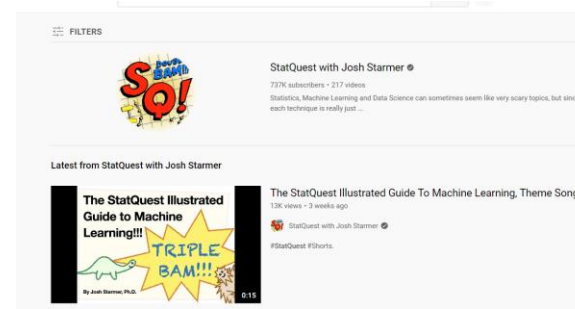 FILTERS
DOUBLE
BAM!!
SQ!
StatQuest with Josh Starmer
737K subscribers • 217 videos
Statistics, Machine Learning and Data Science can sometimes seem like very scary topics, but sinc
each technique is really just ...
Latest from StatQuest with Josh Starmer
The StatQuest Illustrated
Guide to Machine
Learning!!!
TRIPLE
BAM!!!
By Josh Starmer, Ph.D.
0:15
The StatQuest Illustrated Guide To Machine Learning, Theme Song
13K views • 3 weeks ago
StatQuest with Josh Starmer
#StatQuest #Shorts.